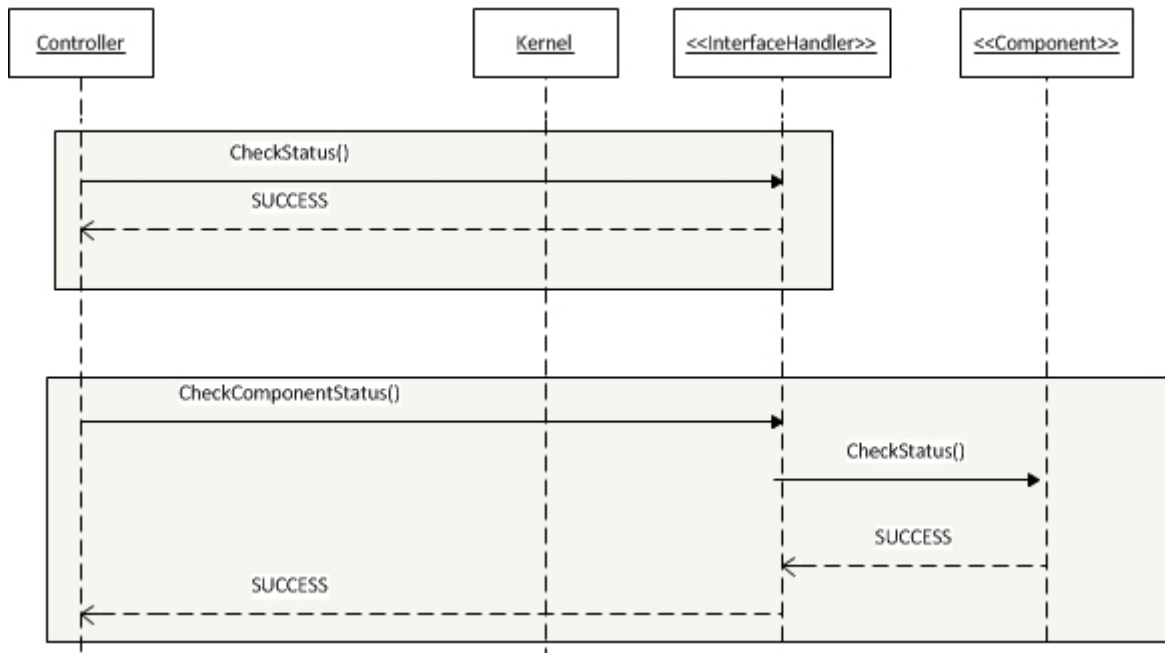 Controller
Kernel
<<InterfaceHandler>>
<<Component>>
CheckStatus()
SUCCESS
CheckComponentStatus()
CheckStatus()
SUCCESS
SUCCESS